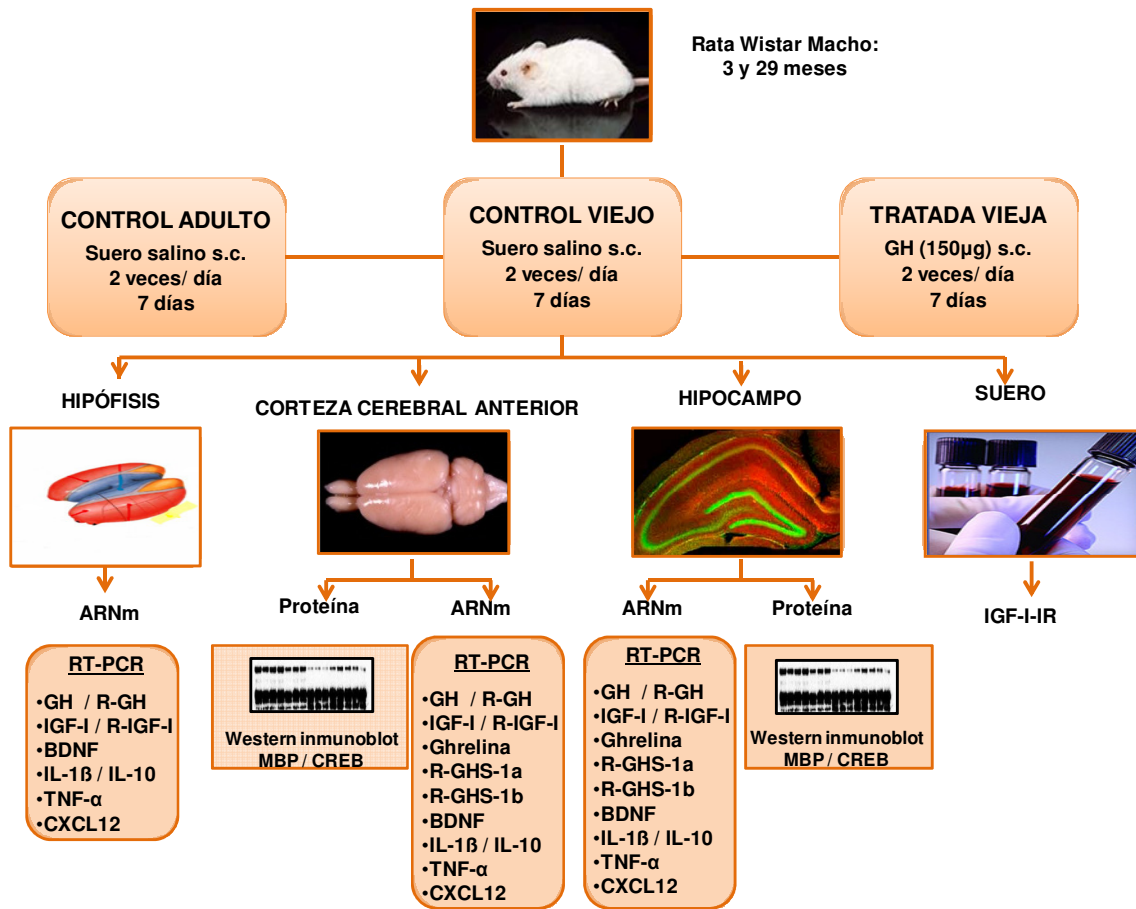 Rata Wistar Macho:
3 y 29 meses
CONTROL ADULTO
Suero salino s.c.
2 veces/ día
7 días
CONTROL VIEJO
Suero salino s.c.
2 veces/ día
7 días
TRATADA VIEJA
GH (150µg) s.c.
2 veces/ día
7 días
HIPÓFISIS
CORTEZA CEREBRAL ANTERIOR
HIPOCAMPO
SUERO
ARNm
RT-PCR
•GH / R-GH
•IGF-I / R-IGF-I
•BDNF
•IL-1ß / IL-10
•TNF-α
•CXCL12
Proteína
Western inmunoblot
MBP / CREB
ARNm
RT-PCR
•GH / R-GH
•IGF-I / R-IGF-I
•Ghrelina
•R-GHS-1a
•R-GHS-1b
•BDNF
•IL-1ß / IL-10
•TNF-α
•CXCL12
ARNm
RT-PCR
•GH / R-GH
•IGF-I / R-IGF-I
•Ghrelina
•R-GHS-1a
•R-GHS-1b
•BDNF
•IL-1ß / IL-10
•TNF-α
•CXCL12
Proteína
Western inmunoblot
MBP / CREB
IGF-I-IR